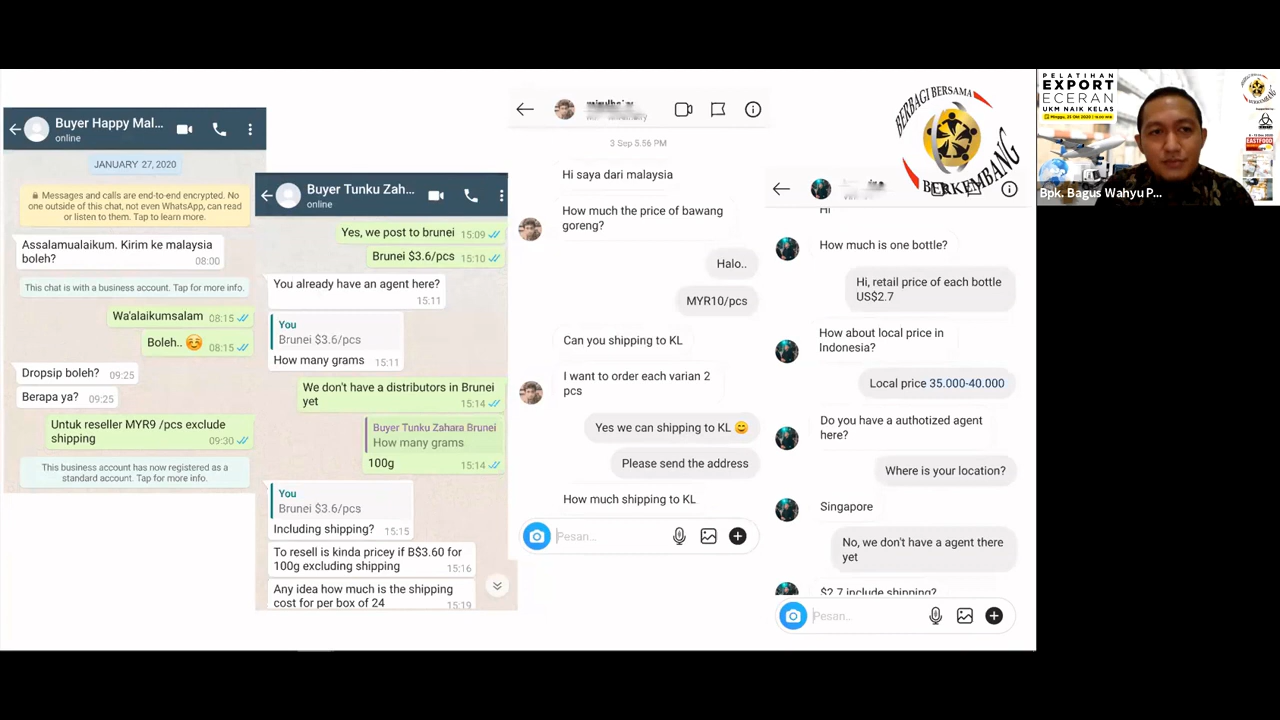 Buyer Happy Mal...
online
JANUARY 27, 2020
Messages and calls are end-to-end encrypted. No
one outside of this chat, not even WhatsApp, can read
or listen to them. Tap to learn more.
Assalamualaikum. Kirim ke malaysia
boleh?
08:00
This chat is with a business account. Tap for more info.
Wa'alaikumsalam 08:15
Boleh.. 08:15
Dropsip boleh? 09:25
Berapa ya? 09:25
Untuk reseller MYR9 /pcs exclude
shipping
09:30
This business account has now registered as a
standard account. Tap for more info.
Buyer Tunku Zah...
online
Yes, we post to brunei 15:09
Brunei $3.6/pcs 15:10
You already have an agent here?
15:11
You
Brunei $3.6/pcs
How many grams 15:11
We don't have a distributors in Brunei
yet
15:14
Buyer Tunku Zahara Brunei
How many grams
100g 15:14
You
Brunei $3.6/pcs
Including shipping? 15:15
To resell is kinda pricey if B$3.60 for
100g excluding shipping 15:16
Any idea how much is the shipping
cost for per box of 24 15:19
3 Sep 5.56 PM
Hi saya dari malaysia
How much the price of bawang
goreng?
Halo..
MYR10/pcs
Can you shipping to KL
I want to order each varian 2
pcs
Yes we can shipping to KL
Please send the address
How much shipping to KL
Pesan...
BERBAGI BERSAMA
BERKEMBANG
Hi
How much is one bottle?
Hi, retail price of each bottle
US$2.7
How about local price in
Indonesia?
Local price 35.000-40.000
Do you have a authotized agent
here?
Where is your location?
Singapore
No, we don't have a agent there
yet
$2.7 include shipping?
Pesan...
PELATIHAN
EXPORT
ECERAN
UKM NAIK KELAS
EASTFOOD
Bpk. Bagus Wahyu P...